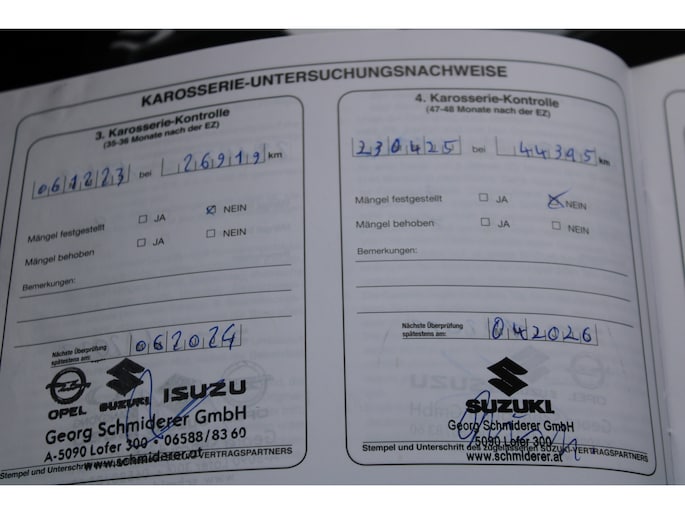 KAROSSERIE-UNTERSUCHUNGSNACHWEISE
3. Karosserie-Kontrolle
(35-36 Monate nach der EZ)
061223 bei 26919 km
Mängel festgestellt JA NEIN
Mängel behoben JA NEIN
Bemerkungen:
Nächste Überprüfung
spätestens am: 062024
OPEL SUZUKI ISUZU
Georg Schmiderer GmbH
A-5090 Lofer 300 • 06588/83 60
Stempel und Unterschrift VERTRAGSPARTNERS
www.schmiderer.at
4. Karosserie-Kontrolle
(47-48 Monate nach der EZ)
230425 bei 44395 km
Mängel festgestellt JA NEIN
Mängel behoben JA NEIN
Bemerkungen:
Nächste Überprüfung
spätestens am: 042026
SUZUKI
Georg Schmiderer GmbH
5090 Lofer 300
Stempel und Unterschrift des zugelassenen SUZUKI-VERTRAGSPARTNERS
www.schmiderer.at